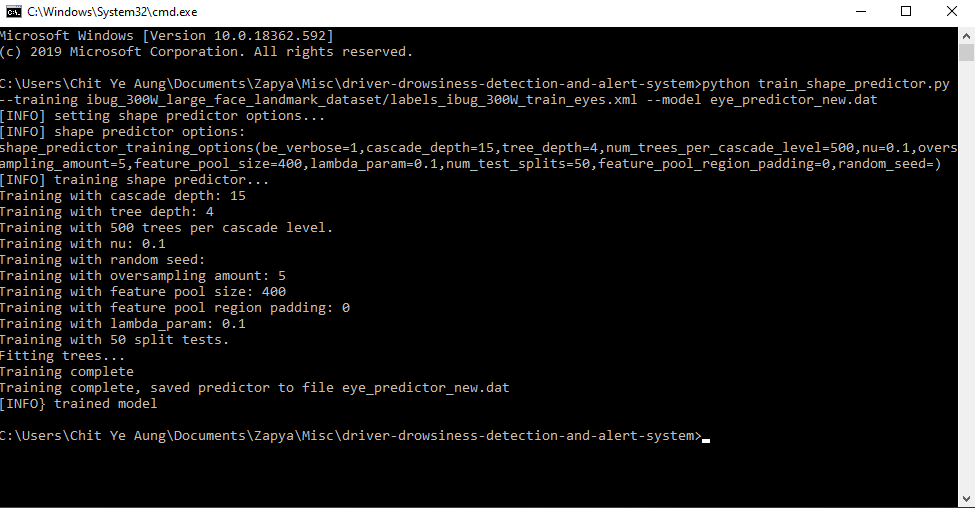 C:\Windows\System32\cmd.exe
Microsoft Windows [Version 10.0.18362.592]
(c) 2019 Microsoft Corporation. All rights reserved.
C:\Users\Chit Ye Aung\Documents\Zapya\Misc\driver-drowsiness-detection-and-alert-system>python train_shape_predictor.py
--training ibug_300W_large_face_landmark_dataset/labels_ibug_300W_train_eyes.xml --model eye_predictor_new.dat
[INFO] setting shape predictor options...
[INFO] shape predictor options:
shape_predictor_training_options(be_verbose=1,cascade_depth=15,tree_depth=4,num_trees_per_cascade_level=500,nu=0.1,overs
ampling_amount=5,feature_pool_size=400,lambda_param=0.1,num_test_splits=50,feature_pool_region_padding=0,random_seed=)
[INFO] training shape predictor...
Training with cascade depth: 15
Training with tree depth: 4
Training with 500 trees per cascade level.
Training with nu: 0.1
Training with random seed:
Training with oversampling amount: 5
Training with feature pool size: 400
Training with feature pool region padding: 0
Training with lambda_param: 0.1
Training with 50 split tests.
Fitting trees...
Training complete
Training complete, saved predictor to file eye_predictor_new.dat
[INFO} trained model
C:\Users\Chit Ye Aung\Documents\Zapya\Misc\driver-drowsiness-detection-and-alert-system>